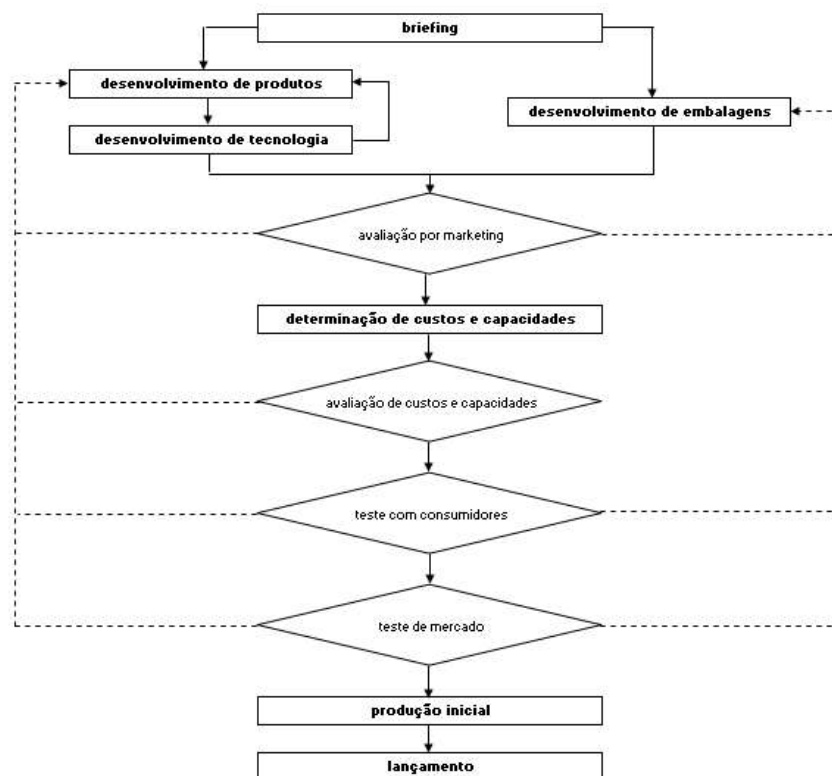 briefing
desenvolvimento de produtos
desenvolvimento de embalagens
desenvolvimento de tecnologia
avaliação por marketing
determinação de custos e capacidades
avaliação de custos e capacidades
teste com consumidores
teste de mercado
produção inicial
lançamento